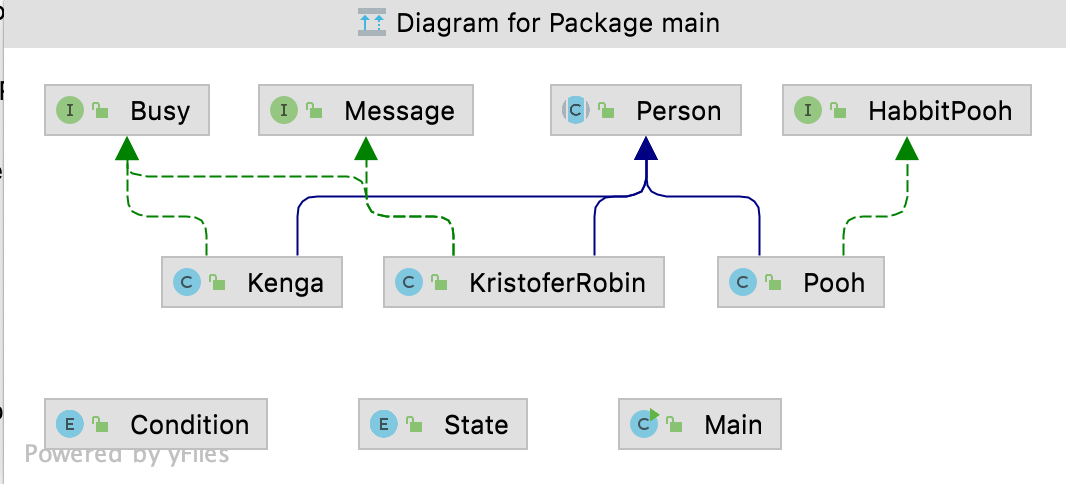 Diagram for Package main
I Busy
I Message
C Person
I HabbitPooh
C Kenga
C KristoferRobin
C Pooh
E Condition
E State
C Main
Powered by yFiles